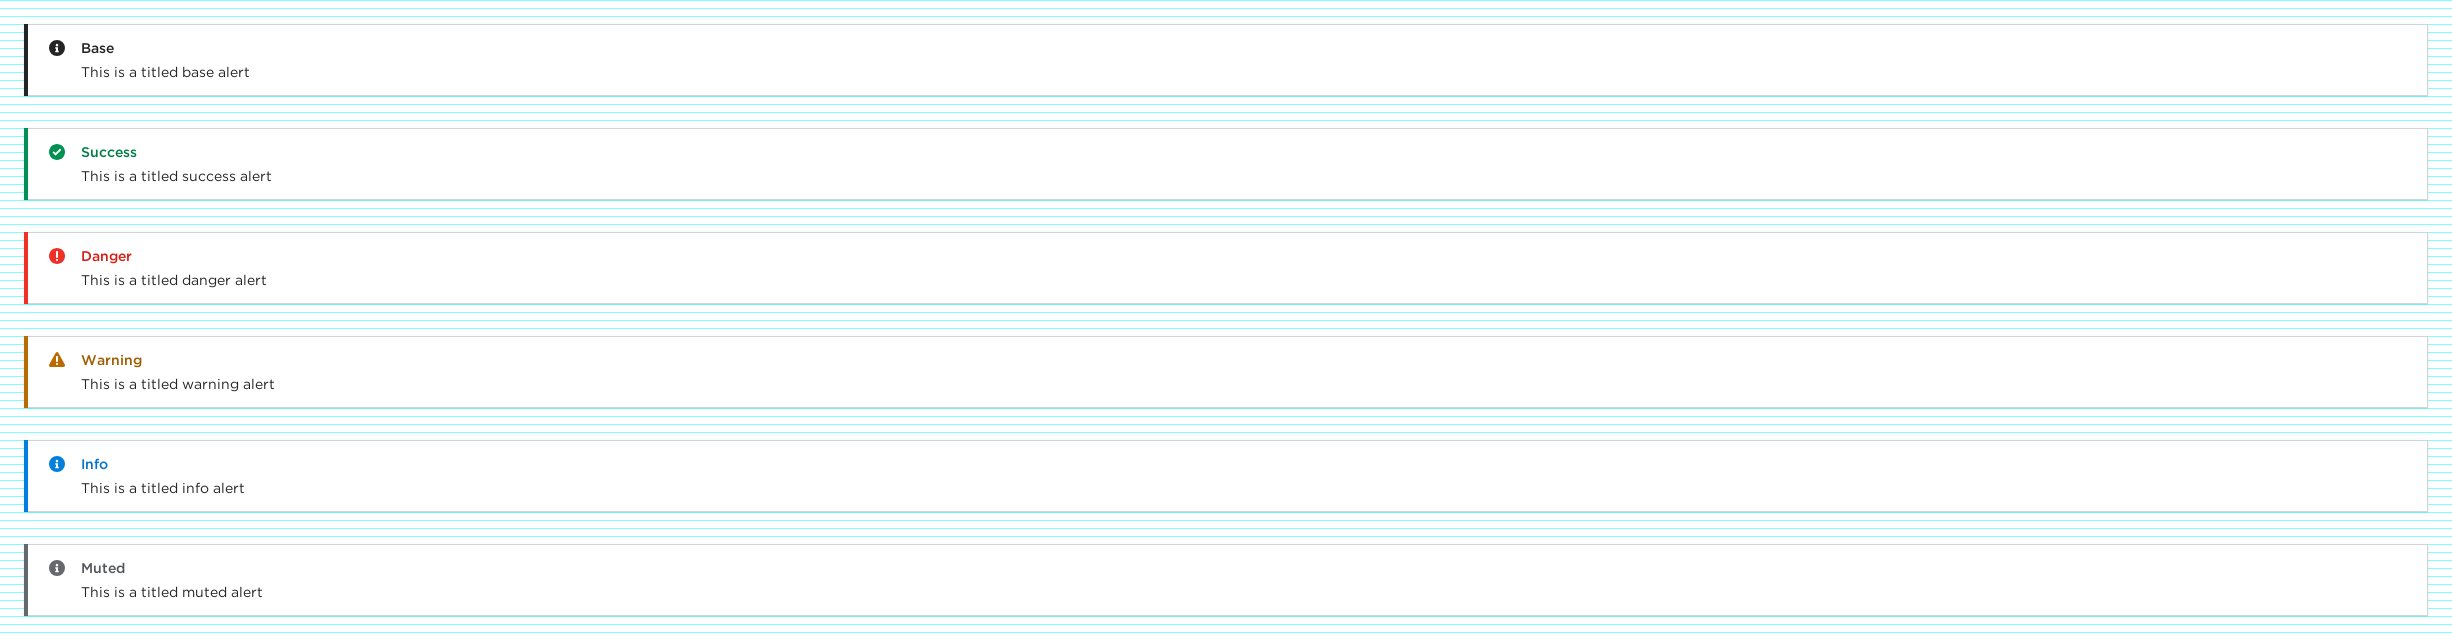 Base
This is a titled base alert
Success
This is a titled success alert
Danger
This is a titled danger alert
Warning
This is a titled warning alert
Info
This is a titled info alert
Muted
This is a titled muted alert